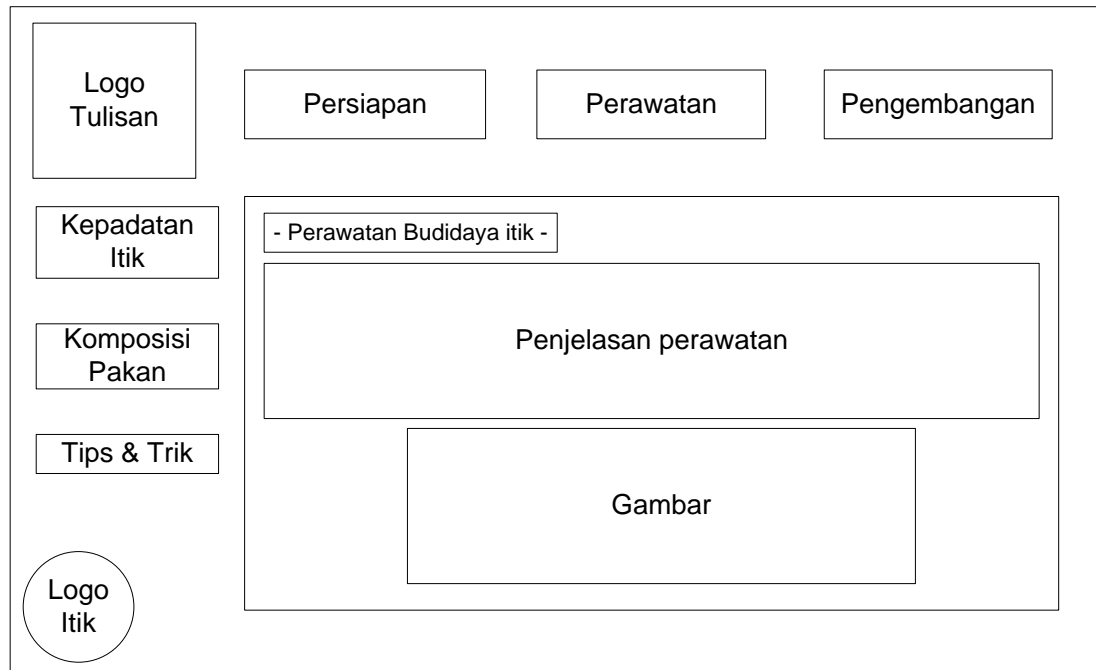 Logo
Tulisan
Persiapan
Perawatan
Pengembangan
Kepadatan
Itik
Komposisi
Pakan
Tips & Trik
Logo
Itik
- Perawatan Budidaya itik -
Penjelasan perawatan
Gambar